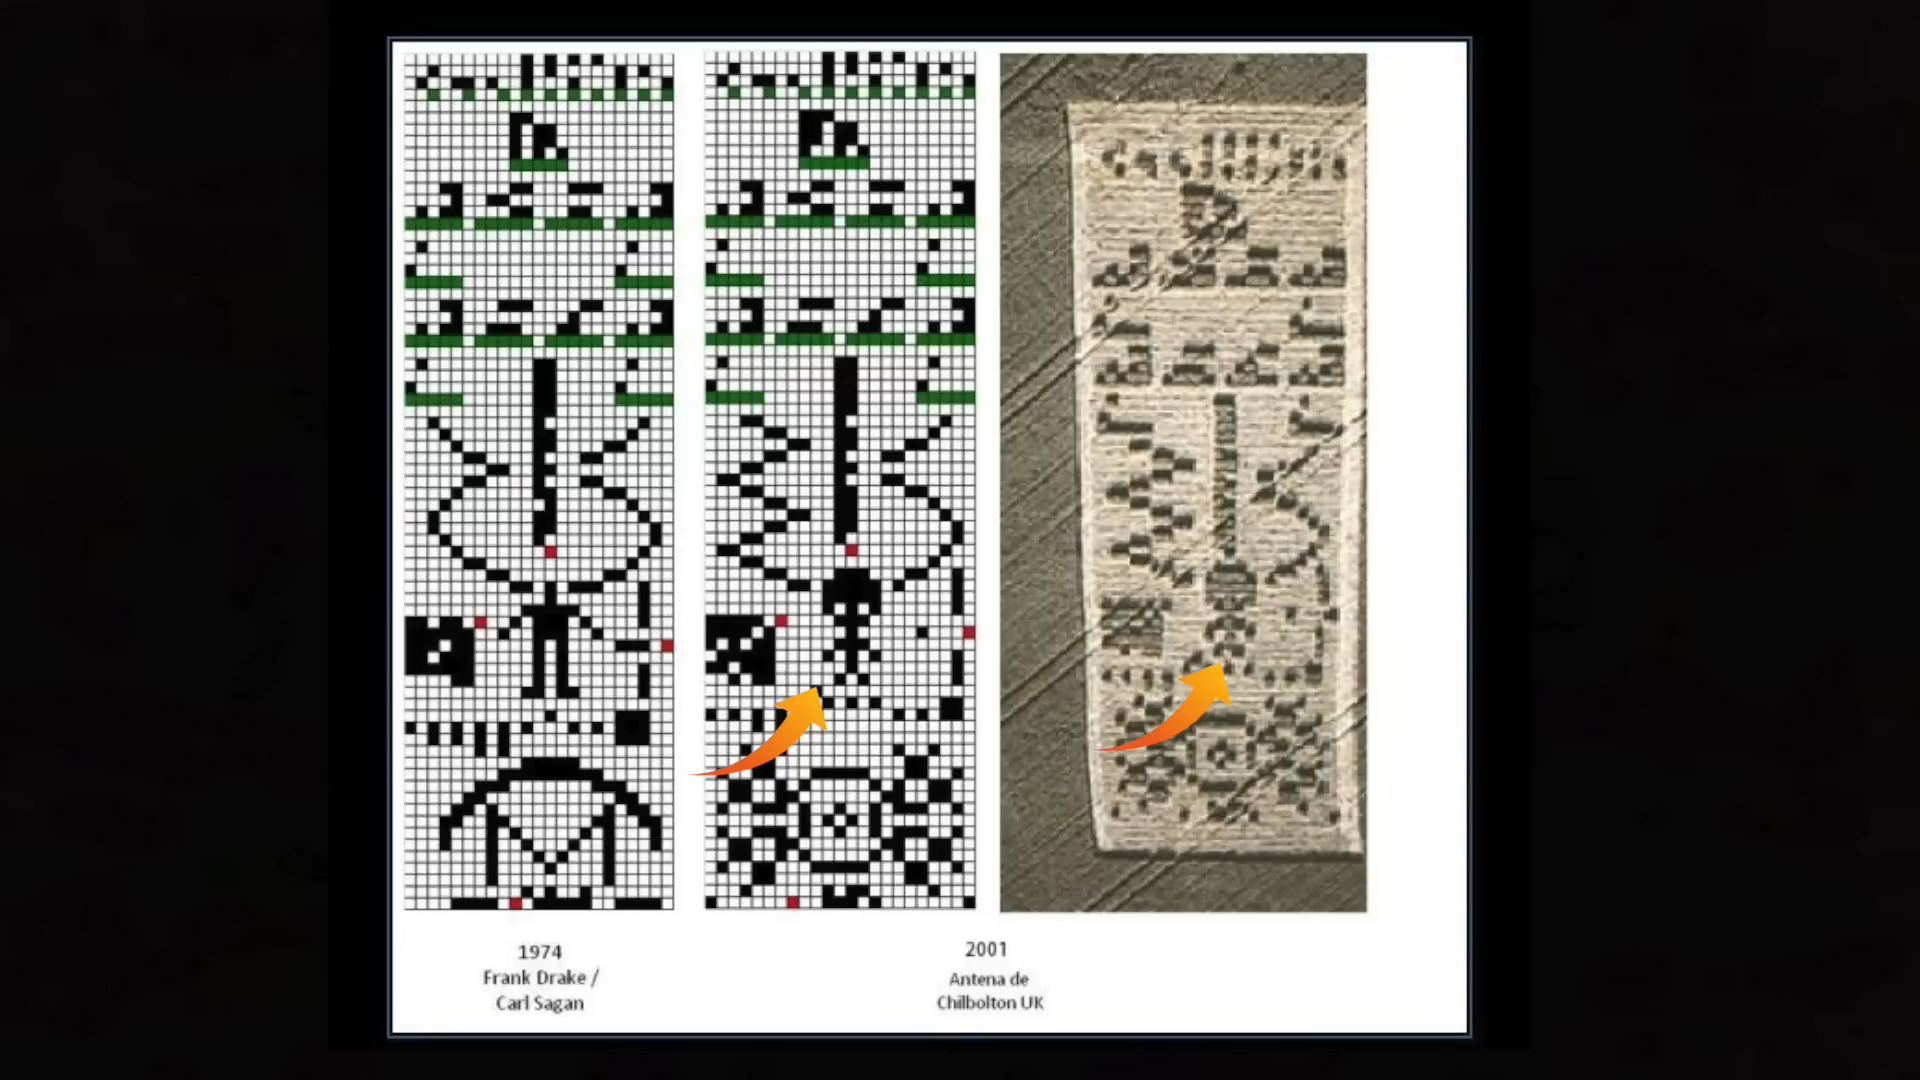 1974
Frank Drake /
Carl Sagan
2001
Antena de
Chilbolton UK